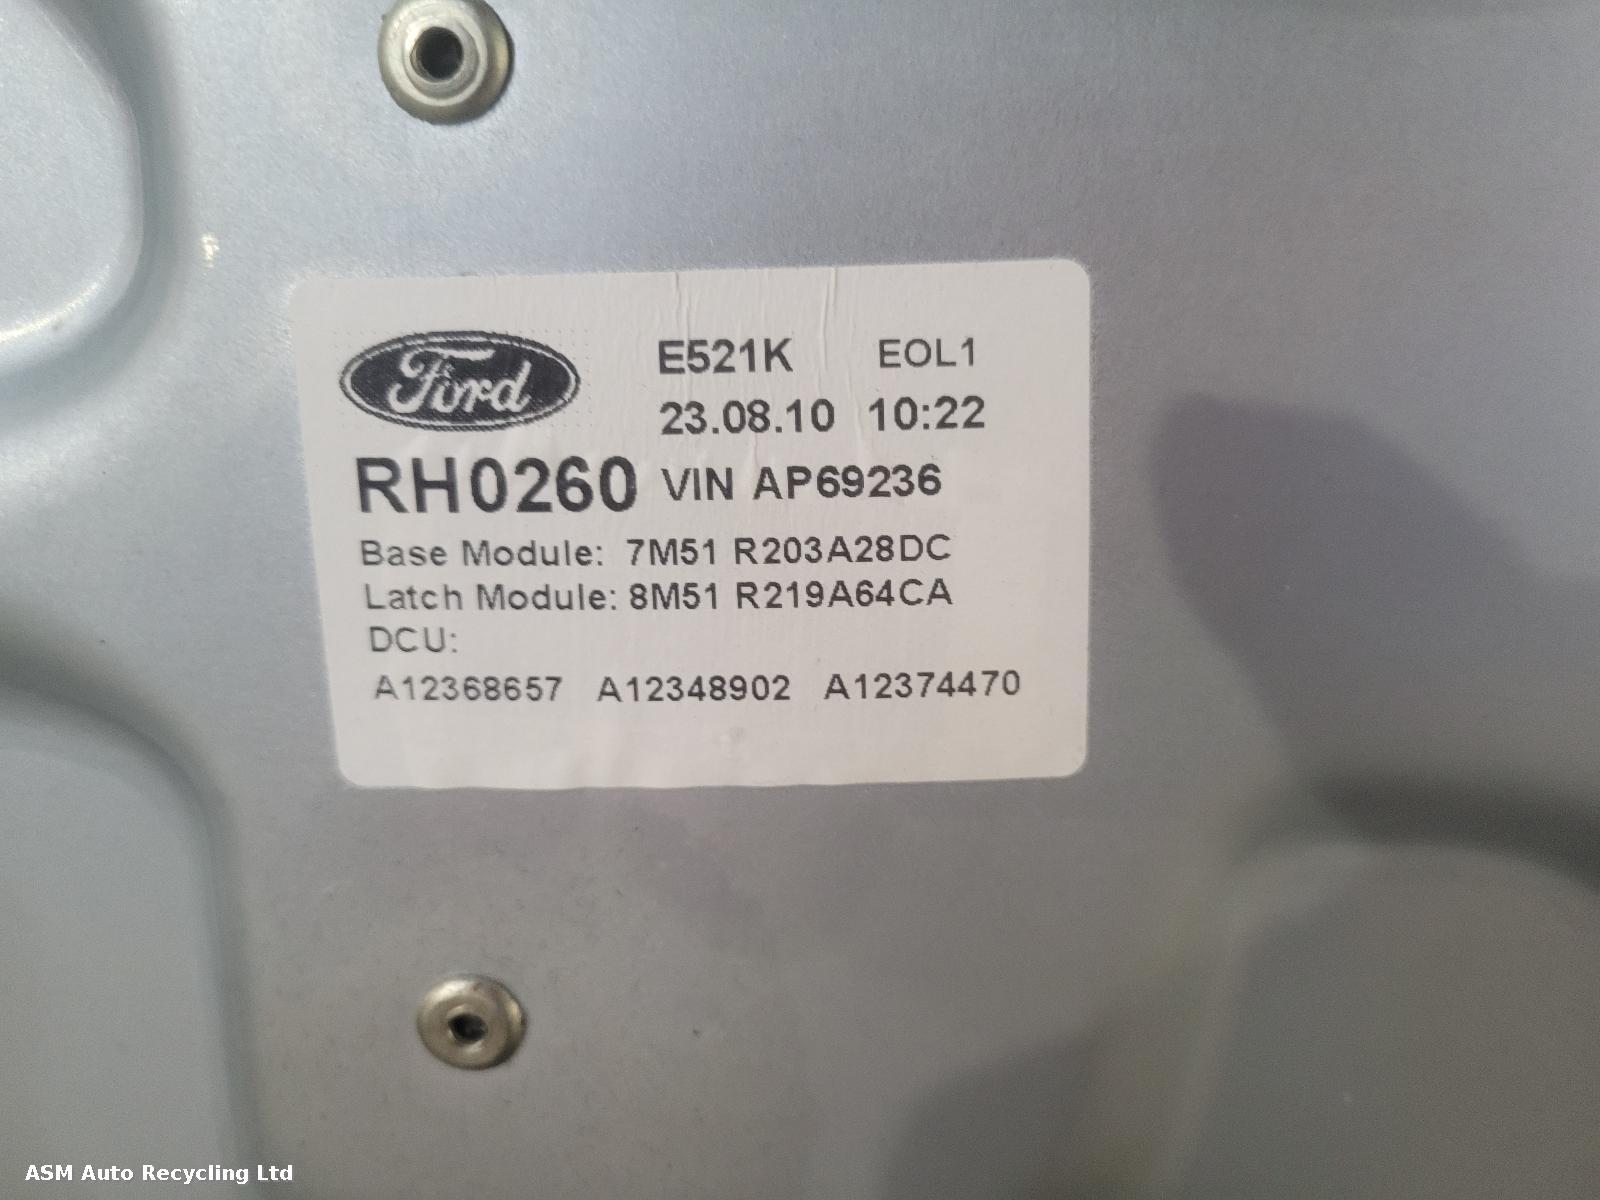 Ford
E521K EOL1
23.08.10 10:22
RH0260 VIN AP69236
Base Module: 7M51 R203A28DC
Latch Module: 8M51 R219A64CA
DCU:
A12368657 A12348902 A12374470
ASM Auto Recycling Ltd